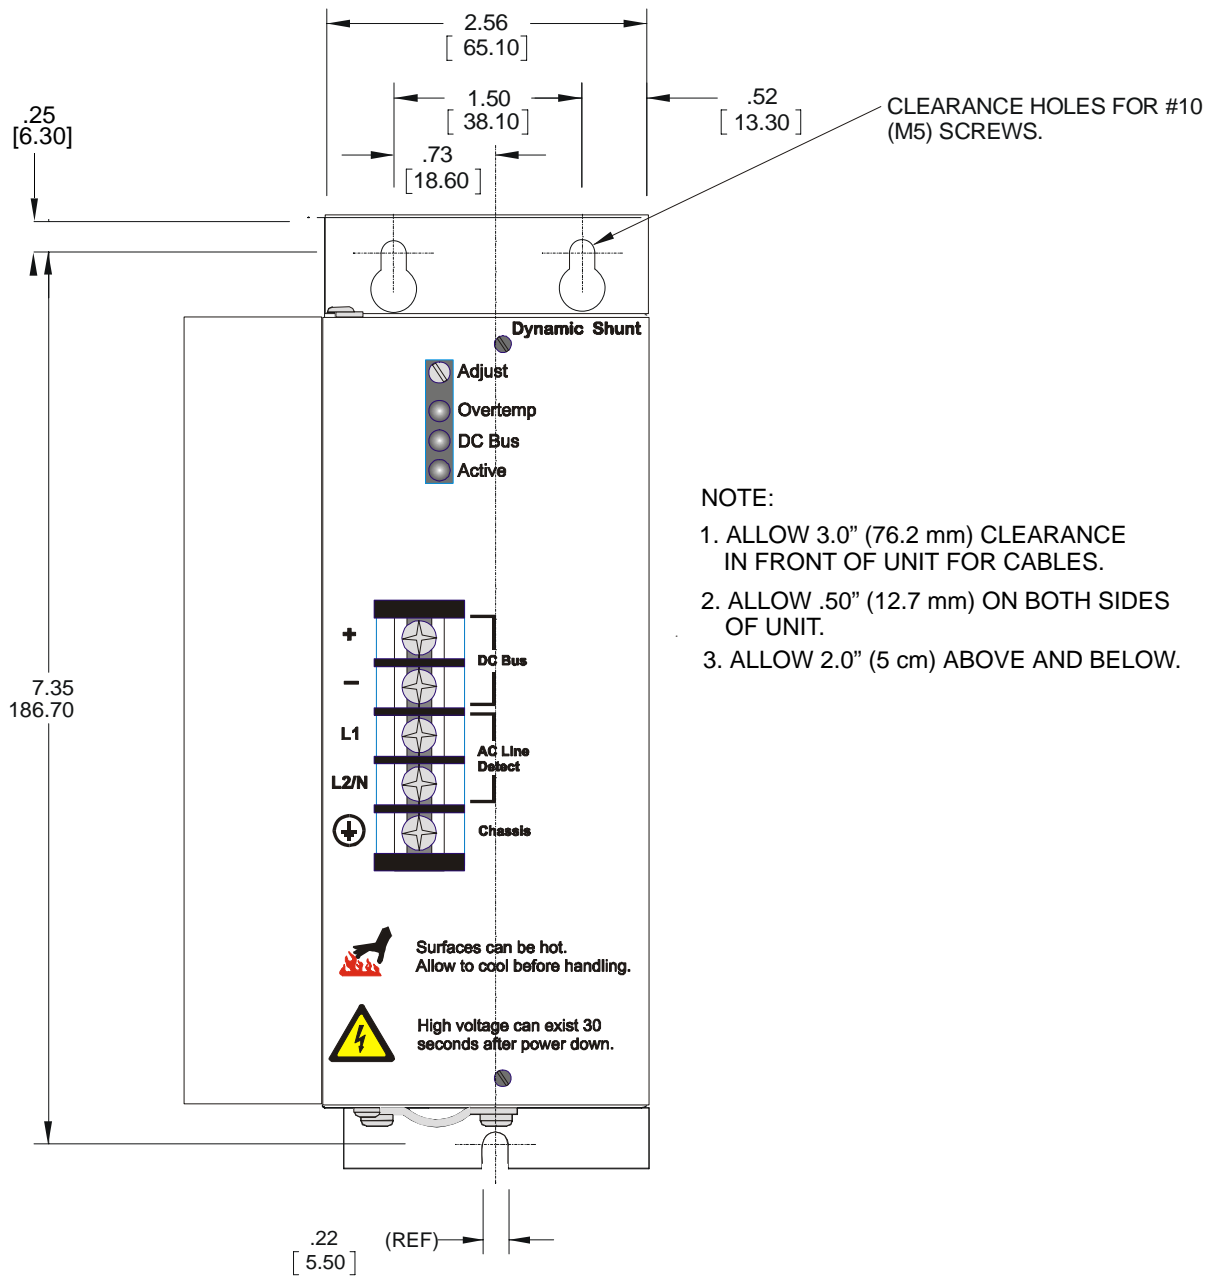 2.56
[ 65.10 ]
1.50
[ 38.10 ]
.52
[ 13.30 ]
.73
[18.60 ]
.25
[6.30]
CLEARANCE HOLES FOR #10
(M5) SCREWS.
Dynamic Shunt
Adjust
Overtemp
DC Bus
Active
NOTE:
1. ALLOW 3.0” (76.2 mm) CLEARANCE
IN FRONT OF UNIT FOR CABLES.
2. ALLOW .50” (12.7 mm) ON BOTH SIDES
OF UNIT.
3. ALLOW 2.0” (5 cm) ABOVE AND BELOW.
7.35
186.70
+
DC Bus
−
L1
AC Line
Detect
L2/N
Chassis
Surfaces can be hot.
Allow to cool before handling.
High voltage can exist 30
seconds after power down.
.22
[ 5.50 ]
(REF)